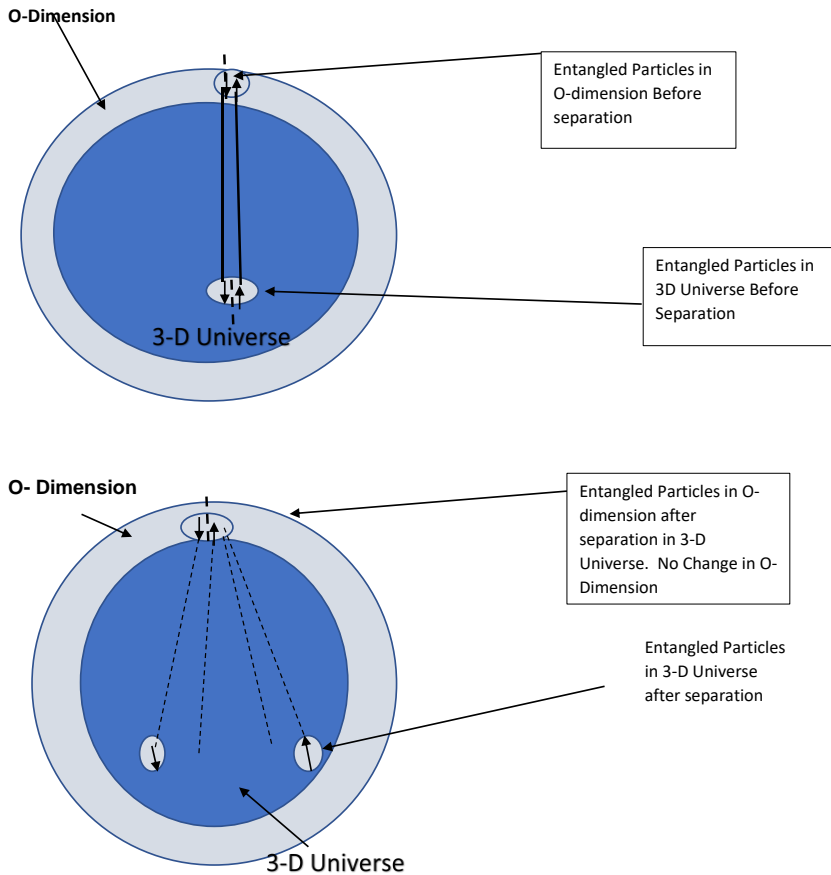 O-Dimension
Entangled Particles in
O-dimension Before
separation
Entangled Particles in
3D Universe Before
Separation
3-D Universe
O- Dimension
Entangled Particles in O-
dimension after
separation in 3-D
Universe.  No Change in O-
Dimension
Entangled Particles
in 3-D Universe
after separation
3-D Universe